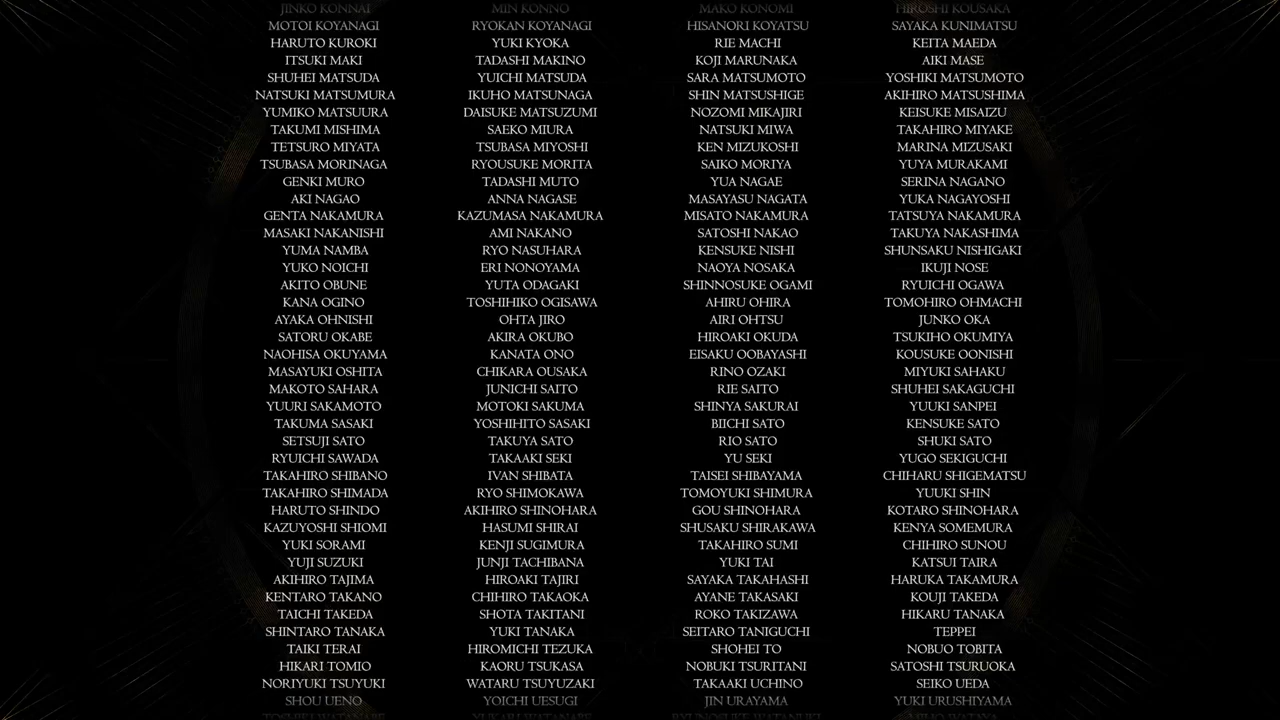 JINKO KONNAI MIN KONNO MAKO KONOMI HIROSHI KOUSAKA
MOTOI KOYANAGI RYOKAN KOYANAGI HISANORI KOYATSU SAYAKA KUNIMATSU
HARUTO KUROKI YUKI KYOKA RIE MACHI KEITA MAEDA
ITSUKI MAKI TADASHI MAKINO KOJI MARUNAKA AIKI MASE
SHUHEI MATSUDA YUICHI MATSUDA SARA MATSUMOTO YOSHIKI MATSUMOTO
NATSUKI MATSUMURA IKUHO MATSUNAGA SHIN MATSUSHIGE AKIHIRO MATSUSHIMA
YUMIKO MATSUURA DAISUKE MATSUZUMI NOZOMI MIKAJIRI KEISUKE MISAIZU
TAKUMI MISHIMA SAEKO MIURA NATSUKI MIWA TAKAHIRO MIYAKE
TETSURO MIYATA TSUBASA MIYOSHI KEN MIZUKOSHI MARINA MIZUSAKI
TSUBASA MORINAGA RYOUSUKE MORITA SAIKO MORIYA YUYA MURAKAMI
GENKI MURO TADASHI MUTO YUA NAGAE SERINA NAGANO
AKI NAGAO ANNA NAGASE MASAYASU NAGATA YUKA NAGAYOSHI
GENTA NAKAMURA KAZUMASA NAKAMURA MISATO NAKAMURA TATSUYA NAKAMURA
MASAKI NAKANISHI AMI NAKANO SATOSHI NAKAO TAKUYA NAKASHIMA
YUMA NAMBA RYO NASUHARA KENSUKE NISHI SHUNSAKU NISHIGAKI
YUKO NOICHI ERI NONOYAMA NAOYA NOSAKA IKUJI NOSE
AKITO OBUNE YUTA ODAGAKI SHINNOSUKE OGAMI RYUICHI OGAWA
KANA OGINO TOSHIHIKO OGISAWA AHIRU OHIRA TOMOHIRO OHMACHI
AYAKA OHNISHI OHTA JIRO AIRI OHTSU JUNKO OKA
SATORU OKABE AKIRA OKUBO HIROAKI OKUDA TSUKIHO OKUMIYA
NAOHISA OKUYAMA KANATA ONO EISAKU OOBAYASHI KOUSUKE OONISHI
MASAYUKI OSHITA CHIKARA OUSAKA RINO OZAKI MIYUKI SAHAKU
MAKOTO SAHARA JUNICHI SAITO RIE SAITO SHUHEI SAKAGUCHI
YUURI SAKAMOTO MOTOKI SAKUMA SHINYA SAKURAI YUUKI SANPEI
TAKUMA SASAKI YOSHIHITO SASAKI BIICHI SATO KENSUKE SATO
SETSUJI SATO TAKUYA SATO RIO SATO SHUKI SATO
RYUICHI SAWADA TAKAAKI SEKI YU SEKI YUGO SEKIGUCHI
TAKAHIRO SHIBANO IVAN SHIBATA TAISEI SHIBAYAMA CHIHARU SHIGEMATSU
TAKAHIRO SHIMADA RYO SHIMOKAWA TOMOYUKI SHIMURA YUUKI SHIN
HARUTO SHINDO AKIHIRO SHINOHARA GOU SHINOHARA KOTARO SHINOHARA
KAZUYOSHI SHIOMI HASUMI SHIRAI SHUSAKU SHIRAKAWA KENYA SOMEMURA
YUKI SORAMI KENJI SUGIMURA TAKAHIRO SUMI CHIHIRO SUNOU
YUJI SUZUKI JUNJI TACHIBANA YUKI TAI KATSUI TAIRA
AKIHIRO TAJIMA HIROAKI TAJIRI SAYAKA TAKAHASHI HARUKA TAKAMURA
KENTARO TAKANO CHIHIRO TAKAOKA AYANE TAKASAKI KOUJI TAKEDA
TAICHI TAKEDA SHOTA TAKITANI ROKO TAKIZAWA HIKARU TANAKA
SHINTARO TANAKA YUKI TANAKA SEITARO TANIGUCHI TEPPEI
TAIKI TERAI HIROMICHI TEZUKA SHOHEI TO NOBUO TOBITA
HIKARI TOMIO KAORU TSUKASA NOBUKI TSURITANI SATOSHI TSURUOKA
NORIYUKI TSUYUKI WATARU TSUYUZAKI TAKAAKI UCHINO SEIKO UEDA
SHOU UENO YOICHI UESUGI JIN URAYAMA YUKI URUSHIYAMA